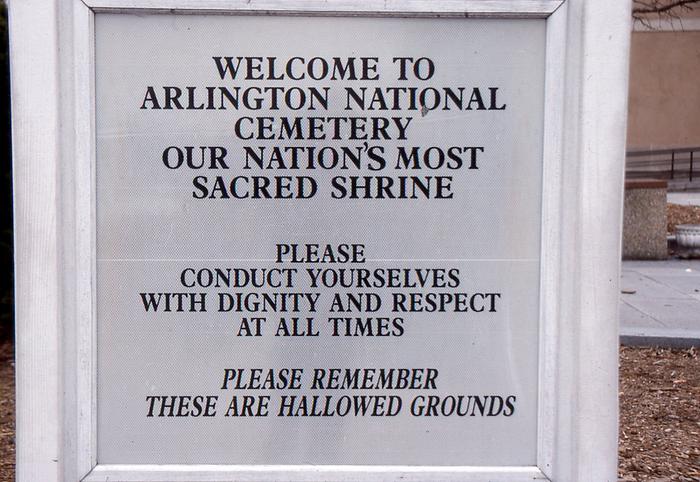 WELCOME TO
ARLINGTON NATIONAL
CEMETERY
OUR NATION'S MOST
SACRED SHRINE
PLEASE
CONDUCT YOURSELVES
WITH DIGNITY AND RESPECT
AT ALL TIMES
PLEASE REMEMBER
THESE ARE HALLOWED GROUNDS